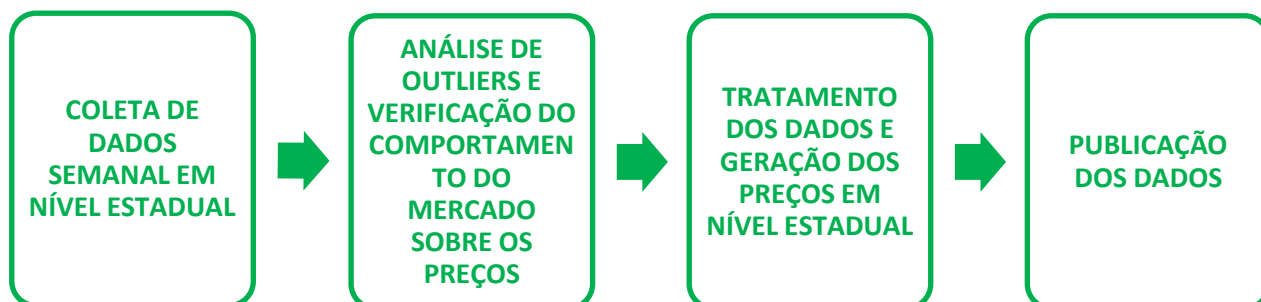 COLETA DE
DADOS
SEMANAL EM
NÍVEL ESTADUAL
ANÁLISE DE
OUTLIERS E
VERIFICAÇÃO DO
COMPORTAMEN
TO DO
MERCADO
SOBRE OS
PREÇOS
TRATAMENTO
DOS DADOS E
GERAÇÃO DOS
PREÇOS EM
NÍVEL ESTADUAL
PUBLICAÇÃO
DOS DADOS